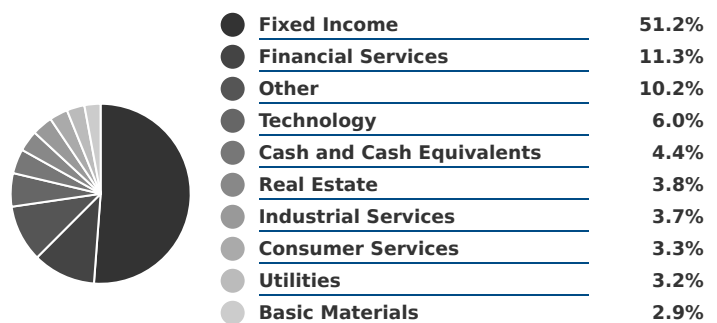 Fixed Income 51.2%
Financial Services 11.3%
Other 10.2%
Technology 6.0%
Cash and Cash Equivalents 4.4%
Real Estate 3.8%
Industrial Services 3.7%
Consumer Services 3.3%
Utilities 3.2%
Basic Materials 2.9%